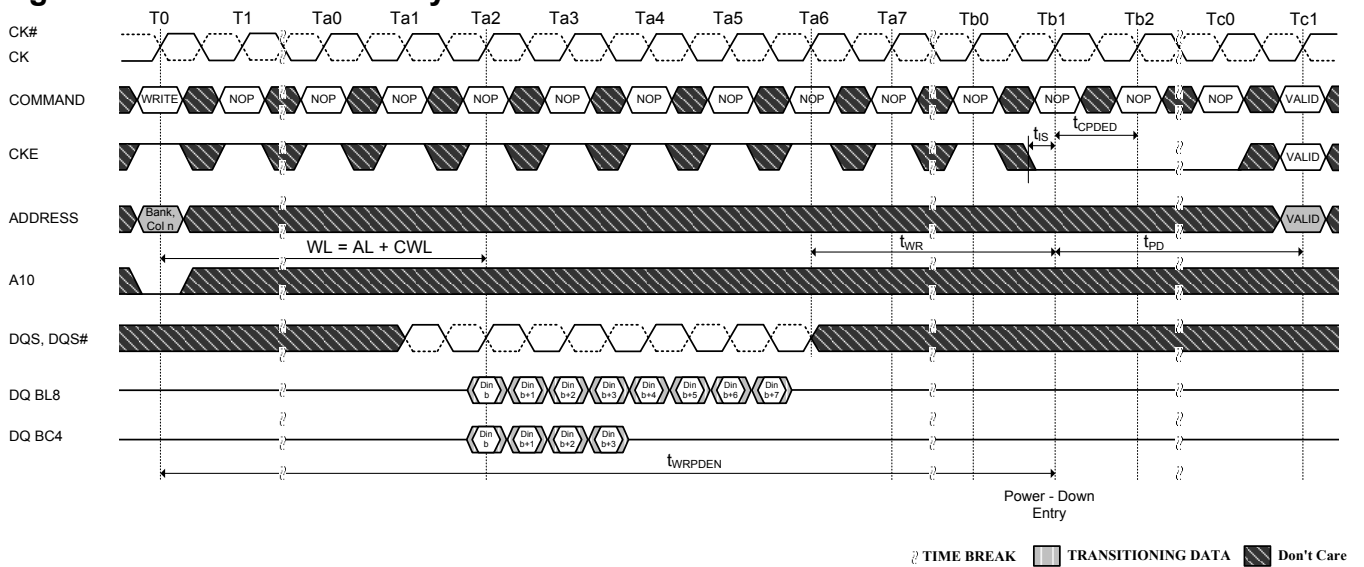 T0 T1 Ta0 Ta1 Ta2 Ta3 Ta4 Ta5 Ta6 Ta7 Tb0 Tb1 Tb2 Tc0 Tc1
CK#
CK
COMMAND WRITE NOP NOP NOP NOP NOP NOP NOP NOP NOP NOP NOP NOP NOP VALID
tIS tCPDED
CKE VALID
ADDRESS Bank, Col n VALID
WL = AL + CWL tWR tPD
A10
DQS, DQS#
DQ BL8 Din b Din b+1 Din b+2 Din b+3 Din b+4 Din b+5 Din b+6 Din b+7
DQ BC4 Din b Din b+1 Din b+2 Din b+3
tWRPDEN
Power - Down
Entry
TIME BREAK TRANSITIONING DATA Don't Care